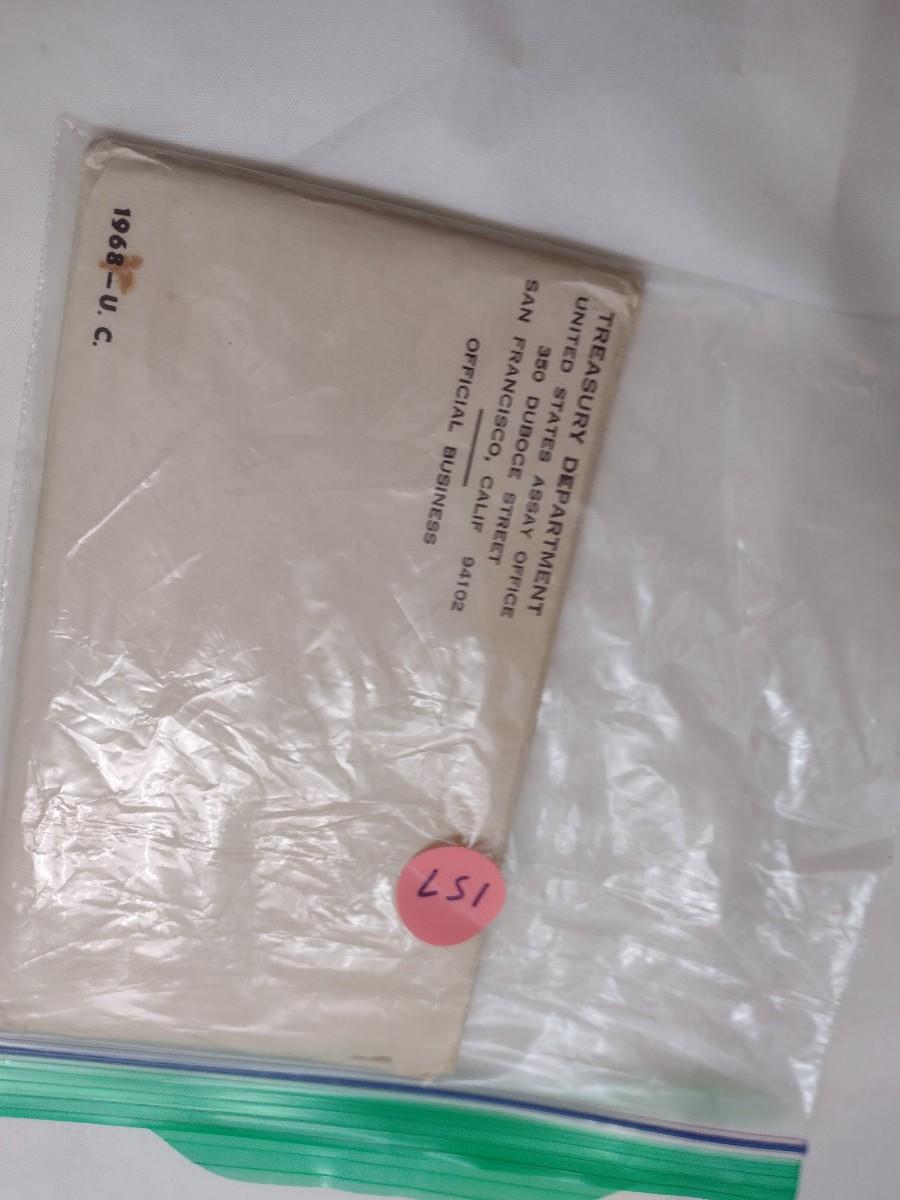 TREASURY DEPARTMENT
UNITED STATES ASSAY OFFICE
350 DUBOCE STREET
SAN FRANCISCO, CALIF 94102
OFFICIAL BUSINESS
1968-U. C.
157